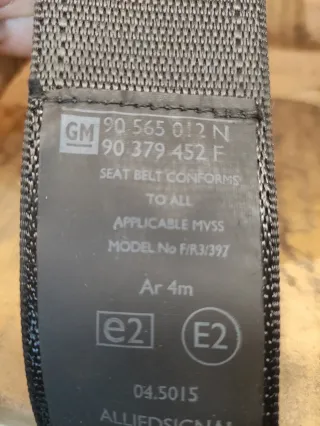 GM 90 565 012 N
90 379 452 F
SEAT BELT CONFORMS
TO ALL
APPLICABLE MVSS
MODEL No F/R3/397
Ar 4m
e2 E2
04.5015
ALLIEDSIGNAL